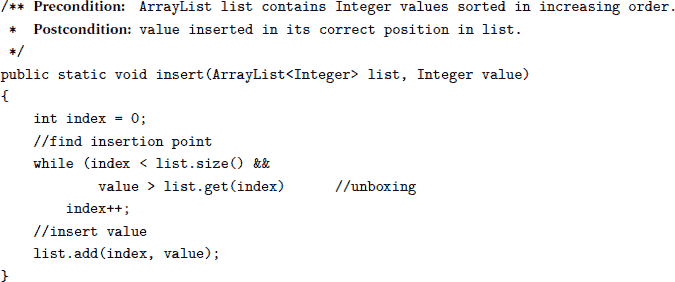 /** Precondition: ArrayList list contains Integer values sorted in increasing order.
 * Postcondition: value inserted in its correct position in list.
 */
public static void insert(ArrayList<Integer> list, Integer value)
{
    int index = 0;
    //find insertion point
    while (index < list.size() &&
            value > list.get(index)      //unboxing
        index++;
    //insert value
    list.add(index, value);
}